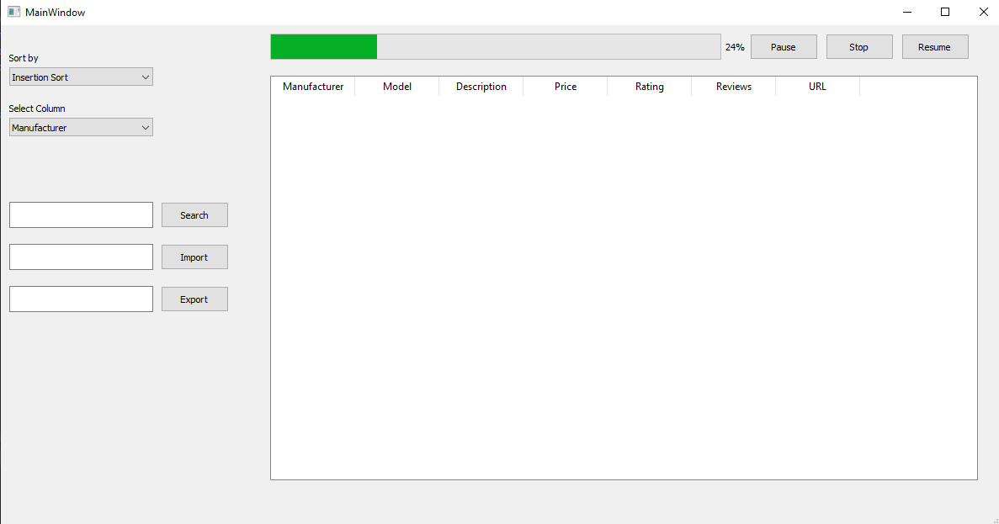 MainWindow
24%
Pause
Stop
Resume
Sort by
Insertion Sort
Select Column
Manufacturer
Manufacturer Model Description Price Rating Reviews URL
Search
Import
Export